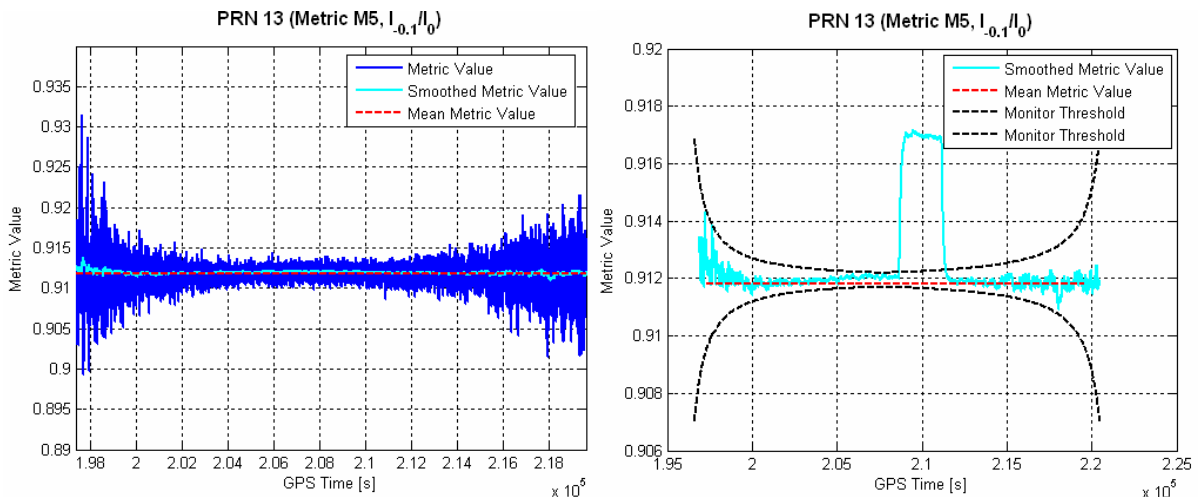 PRN 13 (Metric M5, I_-0.1/I_0)
Metric Value
Smoothed Metric Value
Mean Metric Value
0.935
0.93
0.925
0.92
0.915
0.91
0.905
0.9
0.895
0.89
Metric Value
1.98 2 2.02 2.04 2.06 2.08 2.1 2.12 2.14 2.16 2.18
GPS Time [s]
x 10^5
PRN 13 (Metric M5, I_-0.1/I_0)
Smoothed Metric Value
Mean Metric Value
Monitor Threshold
Monitor Threshold
0.92
0.918
0.916
0.914
0.912
0.91
0.908
0.906
Metric Value
1.95 2 2.05 2.1 2.15 2.2 2.25
GPS Time [s]
x 10^5